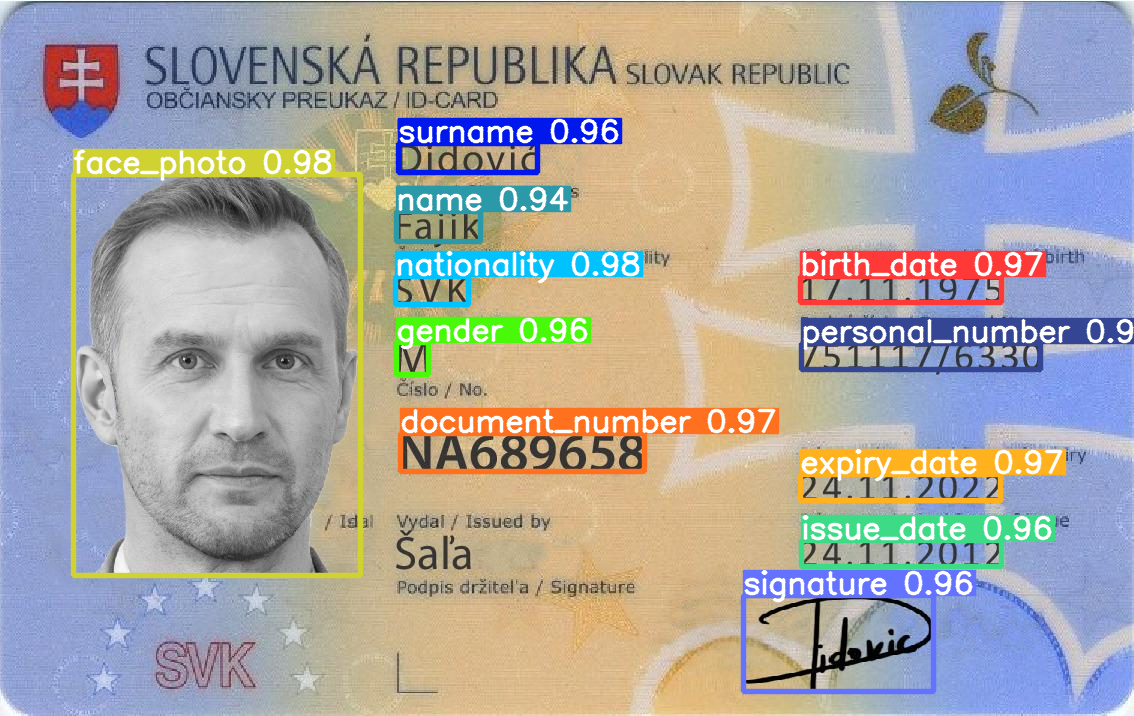 SLOVENSKÁ REPUBLIKA SLOVAK REPUBLIC
OBČIANSKY PREUKAZ / ID-CARD
surname 0.96
Didović
face_photo 0.98
name 0.94
Fajik
nationality 0.98
SVK
birth_date 0.97
17.11.1975
gender 0.96
M
personal_number 0.9
751117/6330
Číslo / No.
document_number 0.97
NA689658
expiry_date 0.97
24.11.2022
Vydal / Issued by
issue_date 0.96
Šaľa
24.11.2012
Podpis držiteľa / Signature
signature 0.96
Didovic
SVK